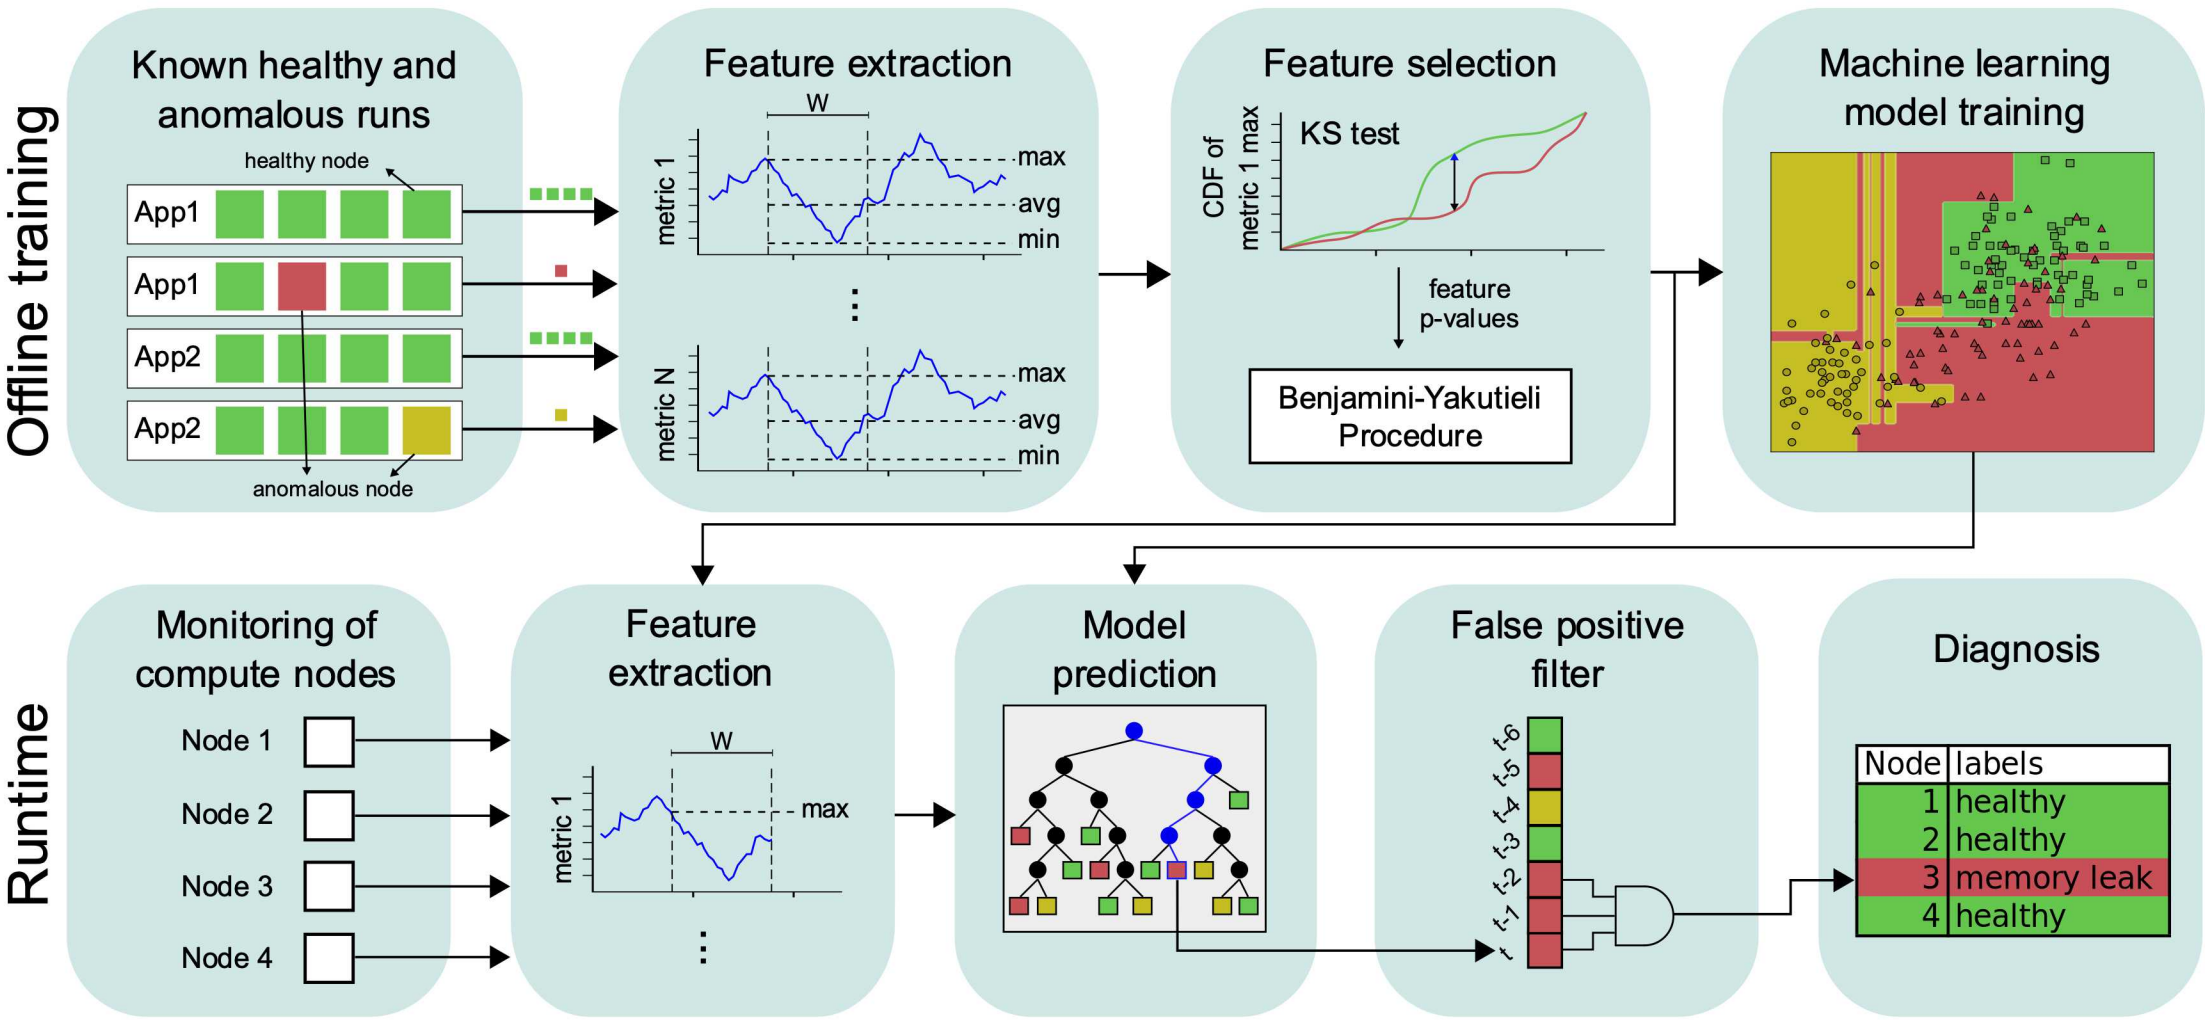 Offline training
Known healthy and
anomalous runs
healthy node
App1
App1
App2
App2
anomalous node
Feature extraction
W
metric 1
max
avg
min
⋮
metric N
max
avg
min
Feature selection
CDF of
metric 1 max
KS test
feature
p-values
Benjamini-Yakutieli
Procedure
Machine learning
model training
Runtime
Monitoring of
compute nodes
Node 1
Node 2
Node 3
Node 4
Feature
extraction
W
metric 1
max
⋮
Model
prediction
False positive
filter
t-6
t-5
t-4
t-3
t-2
t-1
t
Diagnosis
Node labels
1 healthy
2 healthy
3 memory leak
4 healthy